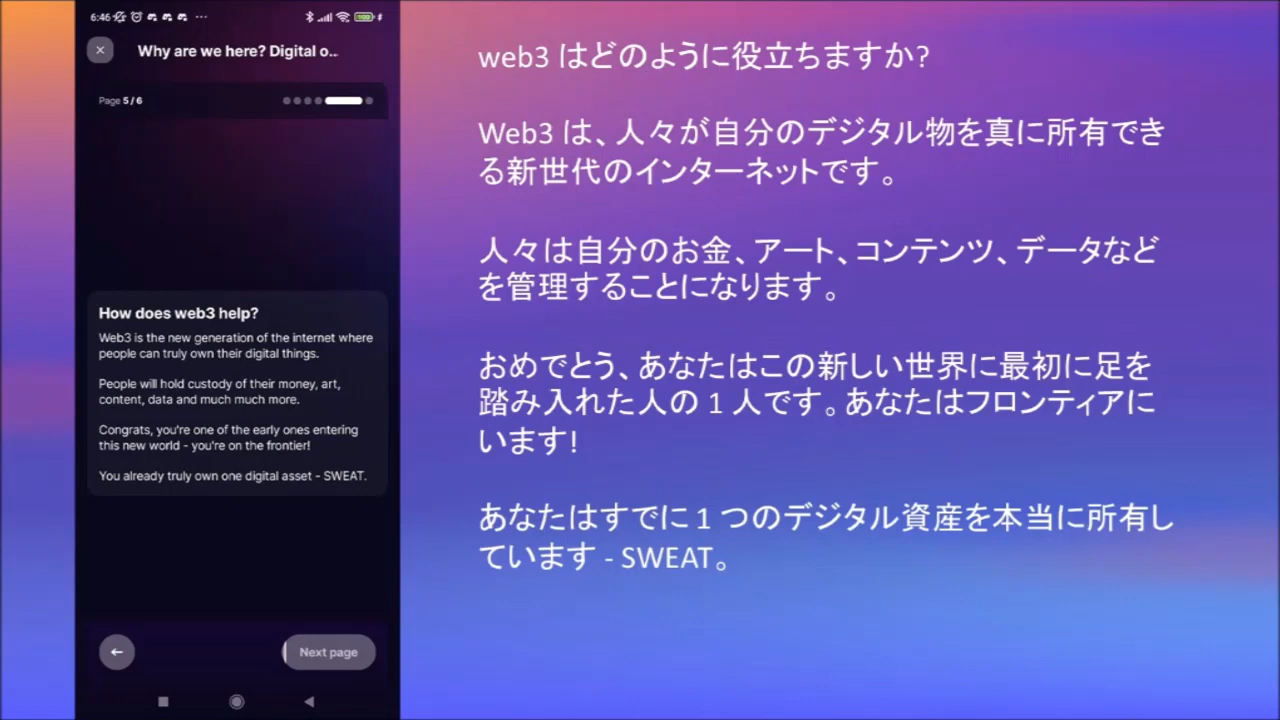 6:46
Why are we here? Digital o...
Page 5 / 6
How does web3 help?
Web3 is the new generation of the internet where
people can truly own their digital things.
People will hold custody of their money, art,
content, data and much much more.
Congrats, you're one of the early ones entering
this new world - you're on the frontier!
You already truly own one digital asset - SWEAT.
Next page
web3 はどのように役立ちますか?
Web3 は、人々が自分のデジタル物を真に所有でき
る新世代のインターネットです。
人々は自分のお金、アート、コンテンツ、データなど
を管理することになります。
おめでとう、あなたはこの新しい世界に最初に足を
踏み入れた人の 1 人です。あなたはフロンティアに
います!
あなたはすでに 1 つのデジタル資産を本当に所有し
ています - SWEAT。